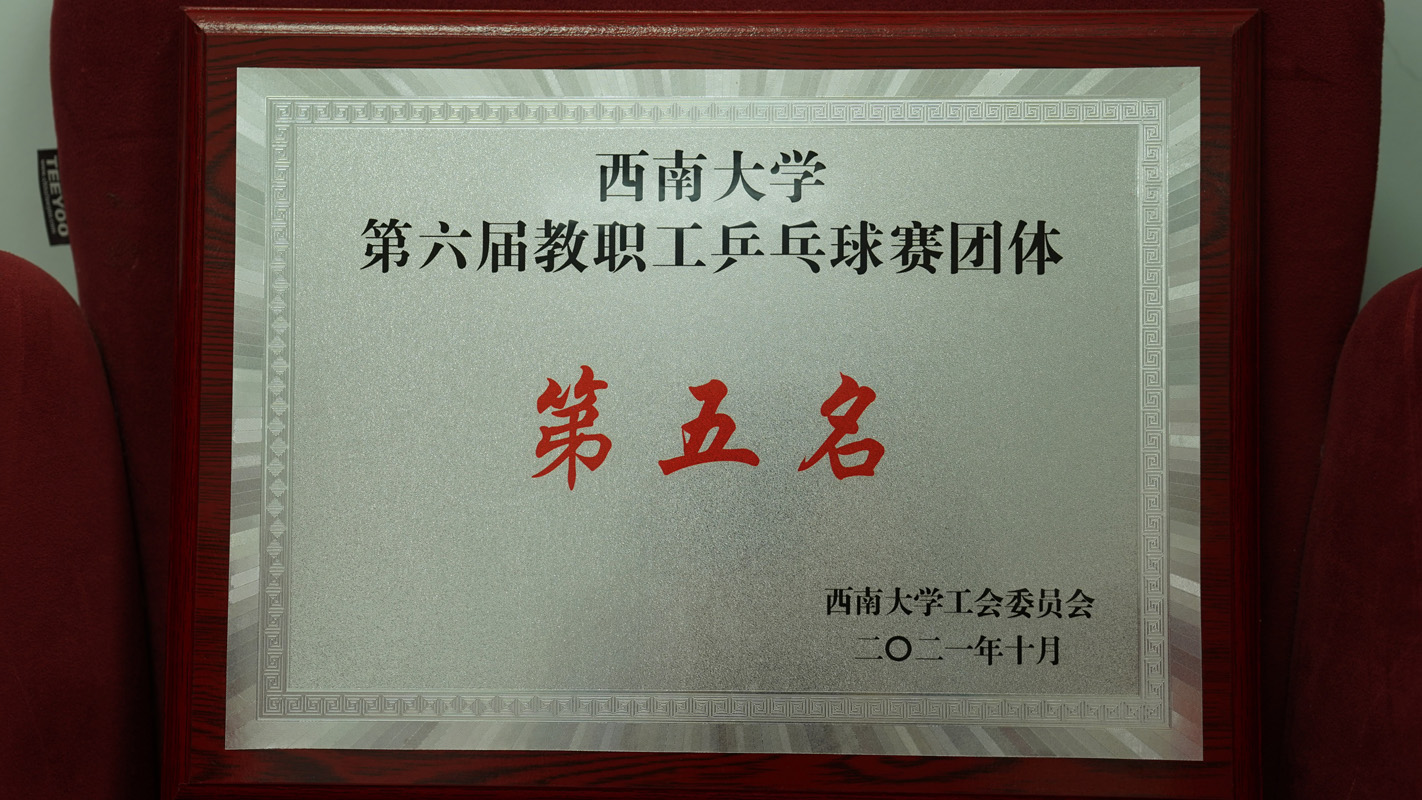 西南大学
第六届教职工乒乓球赛团体
第五名
西南大学工会委员会
二〇二一年十月
TEEYOO